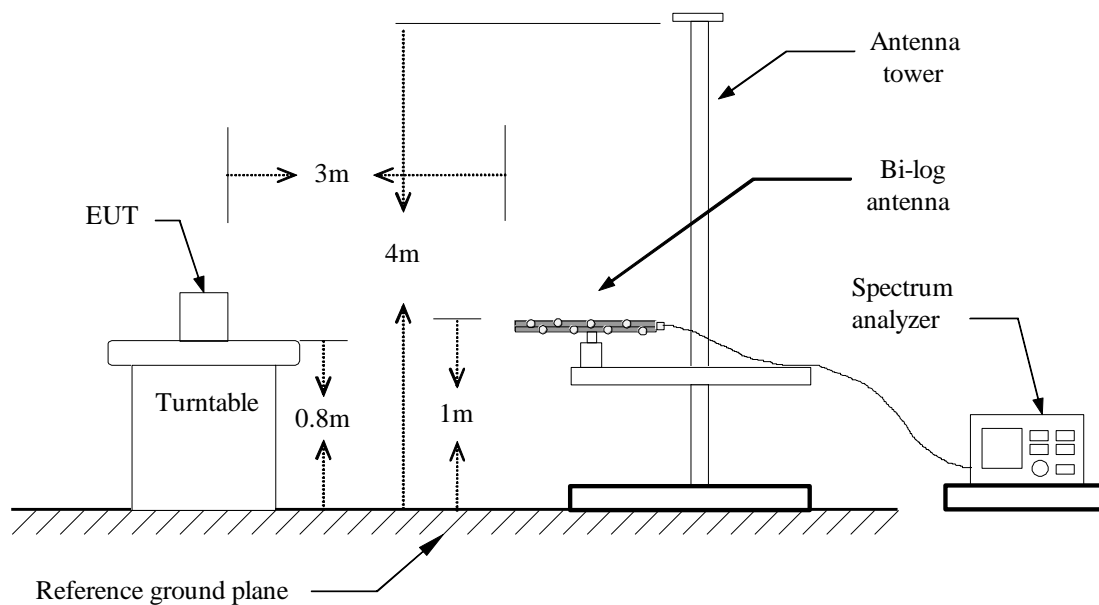 Antenna
tower
3m
Bi-log
antenna
EUT
4m
Spectrum
analyzer
Turntable
0.8m
1m
Reference ground plane